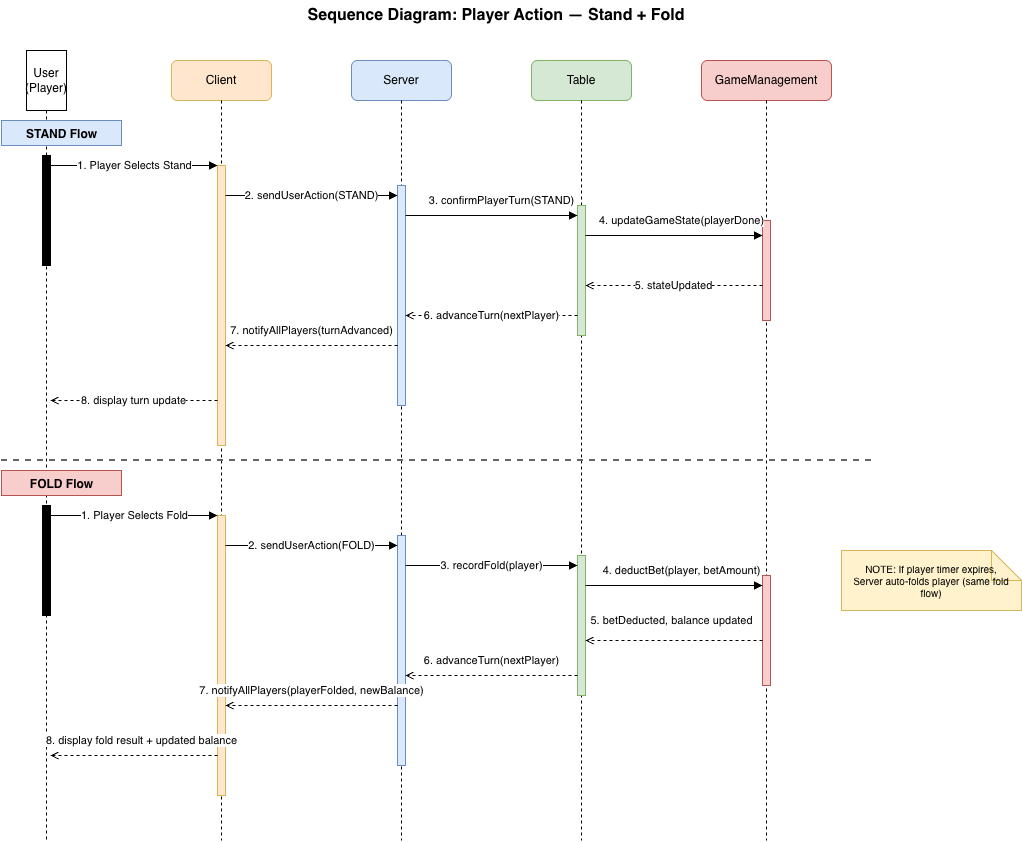 Sequence Diagram: Player Action — Stand + Fold
User
(Player)
Client
Server
Table
GameManagement
STAND Flow
1. Player Selects Stand
2. sendUserAction(STAND)
3. confirmPlayerTurn(STAND)
4. updateGameState(playerDone)
5. stateUpdated
6. advanceTurn(nextPlayer)
7. notifyAllPlayers(turnAdvanced)
8. display turn update
FOLD Flow
1. Player Selects Fold
2. sendUserAction(FOLD)
3. recordFold(player)
4. deductBet(player, betAmount)
5. betDeducted, balance updated
6. advanceTurn(nextPlayer)
7. notifyAllPlayers(playerFolded, newBalance)
8. display fold result + updated balance
NOTE: If player timer expires,
Server auto-folds player (same fold
flow)